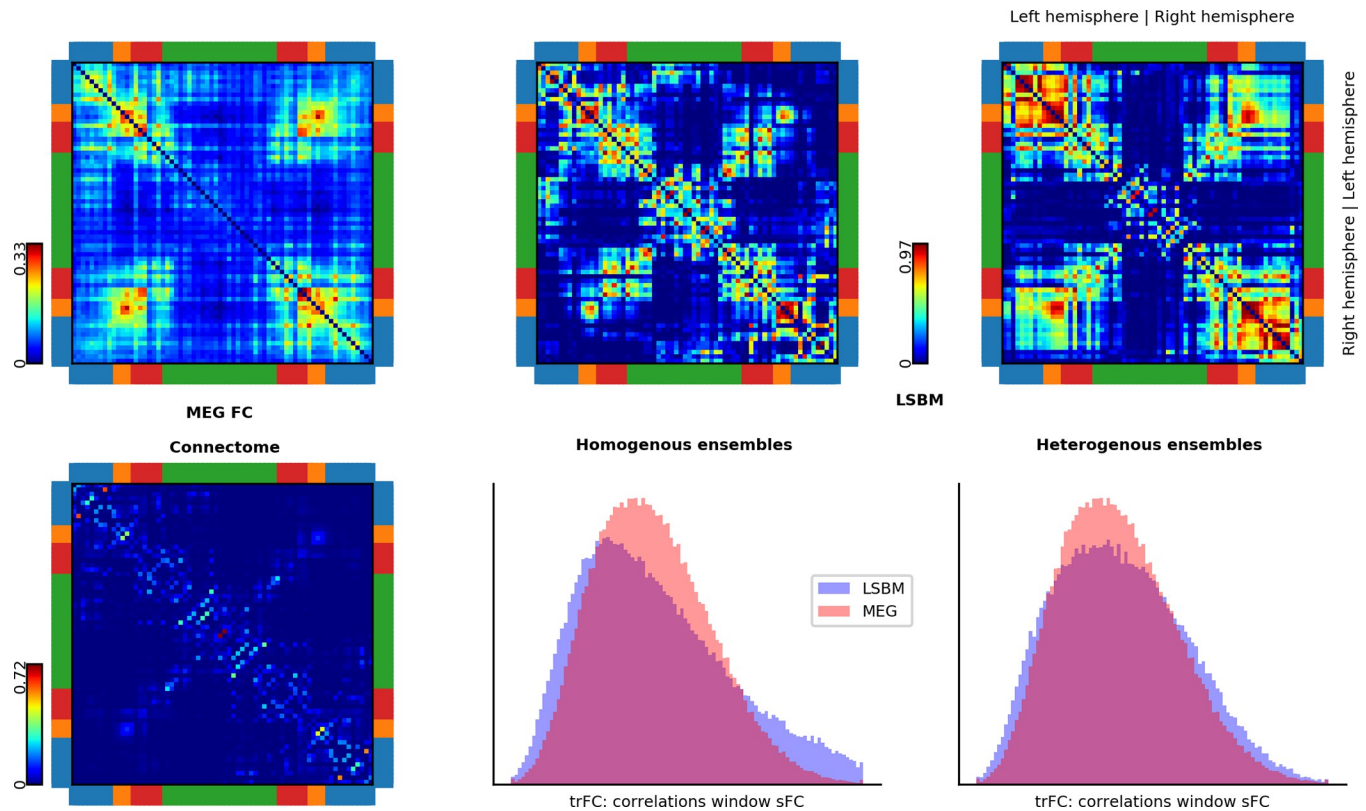 Left hemisphere | Right hemisphere
Right hemisphere | Left hemisphere
0.33
0
0.97
0
MEG FC
LSBM
Connectome
Homogenous ensembles
Heterogenous ensembles
0.72
0
LSBM
MEG
trFC: correlations window sFC
trFC: correlations window sFC